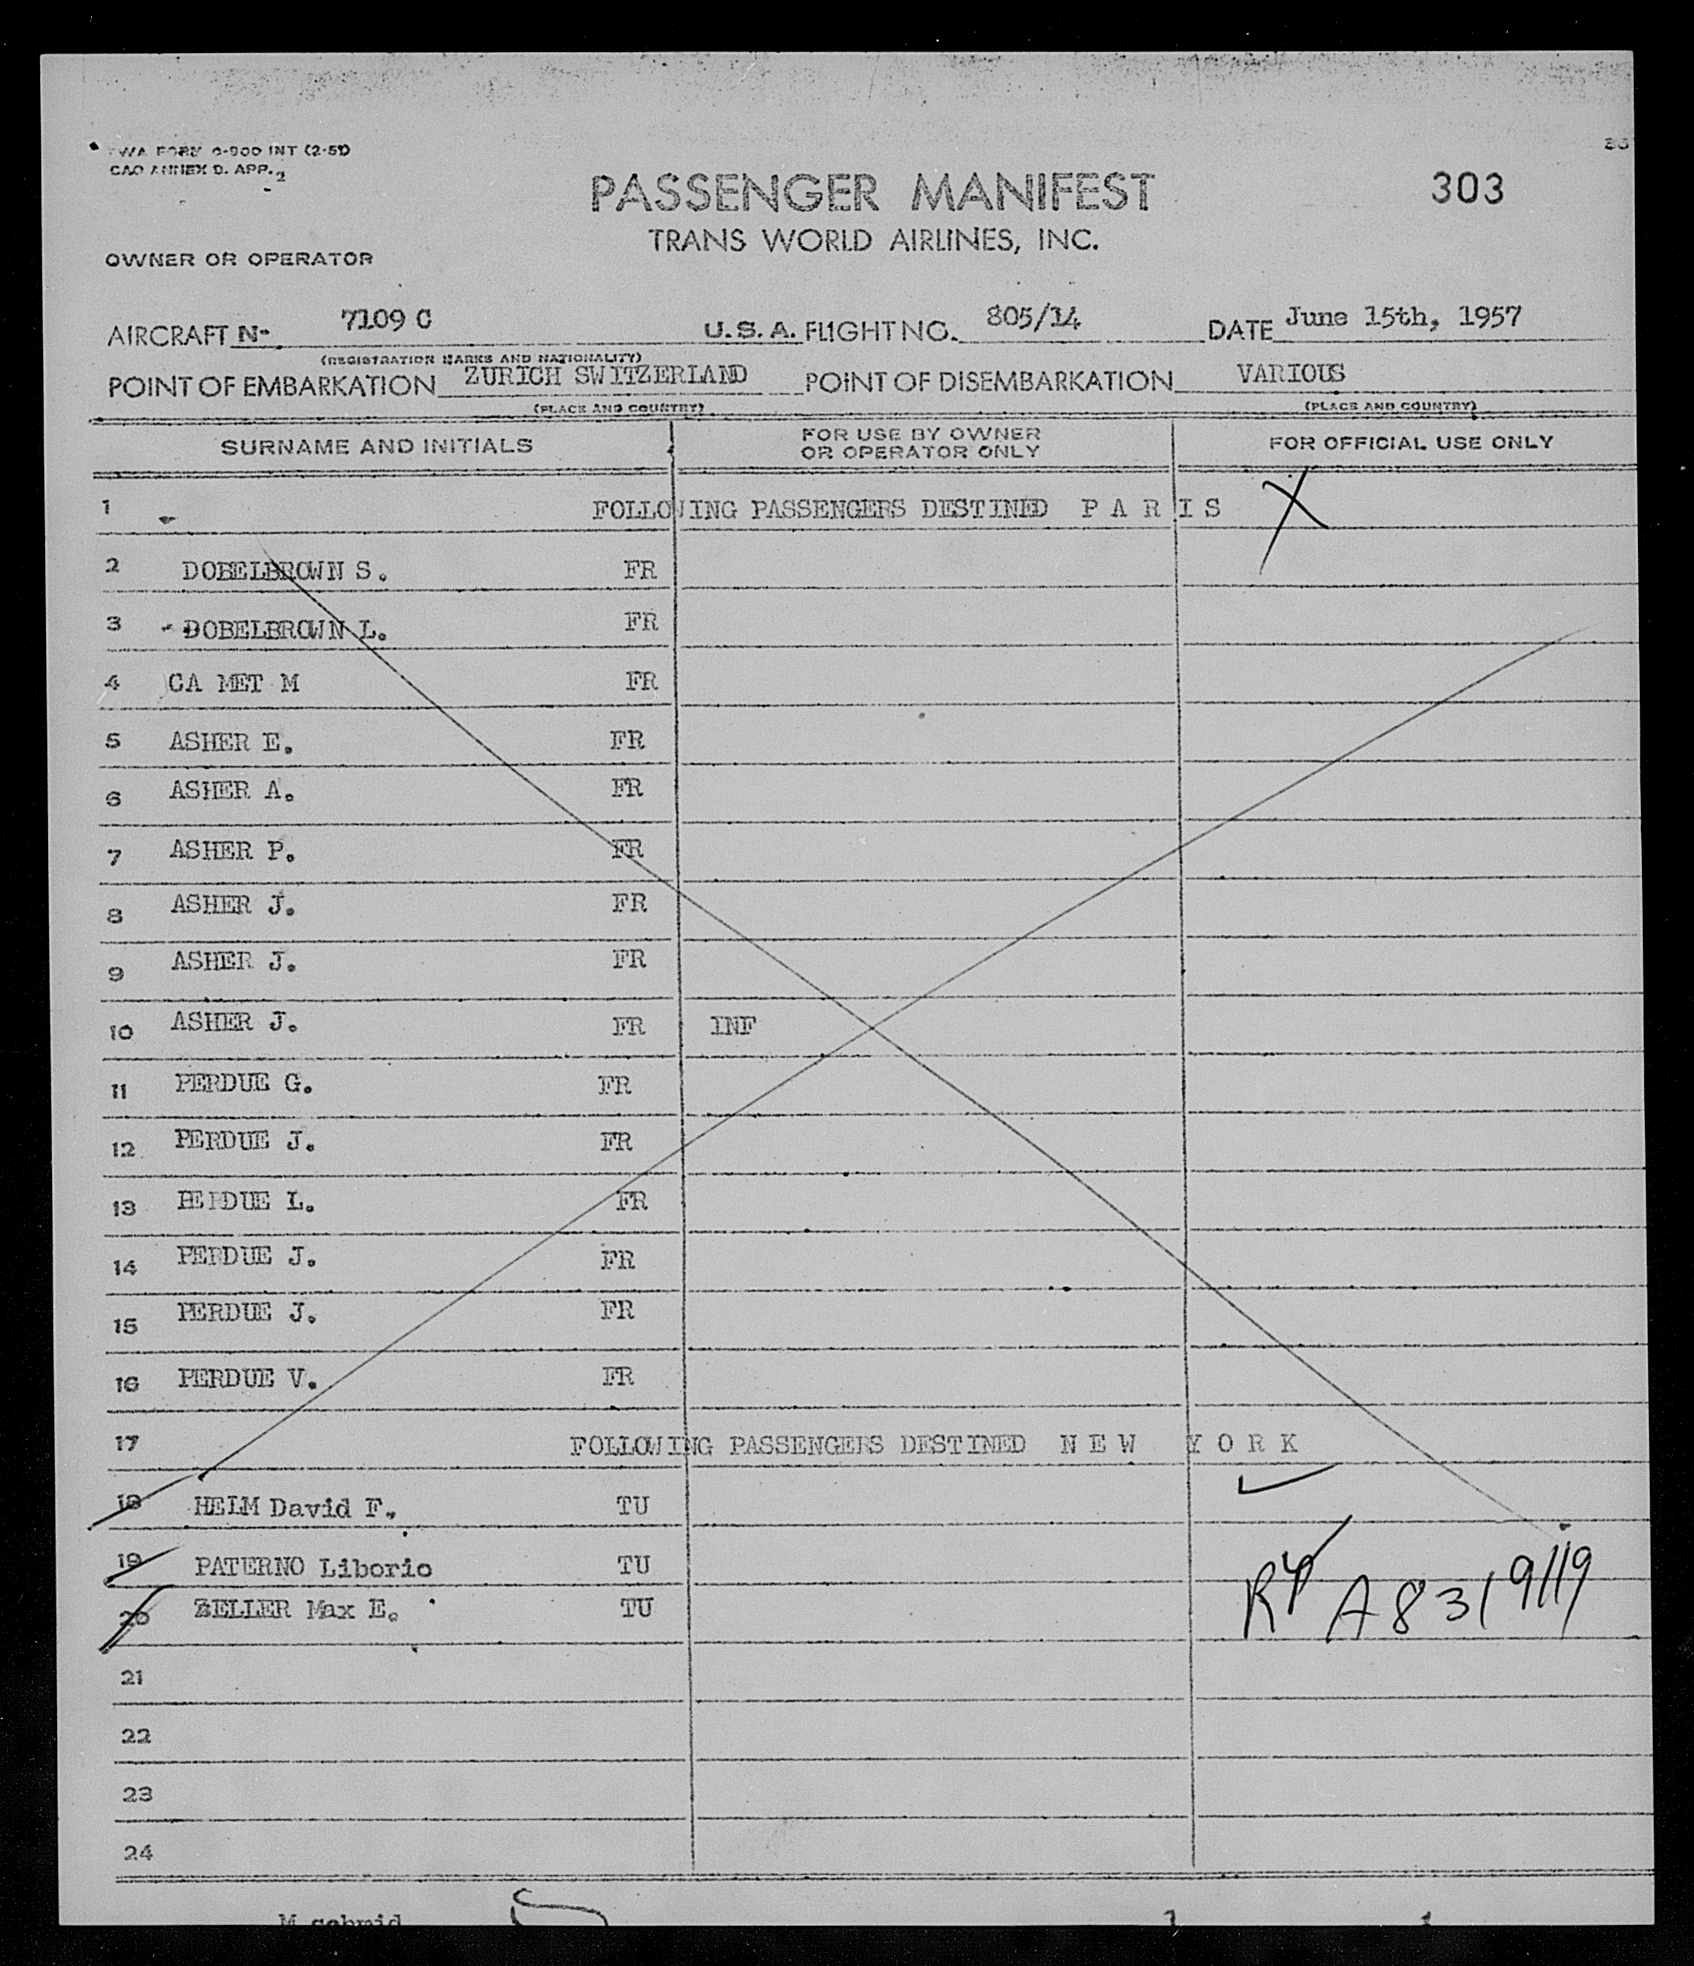 TWA FORM O-900 INT (2-51)
CAO ANNEX 9. APP. 2
PASSENGER MANIFEST
303
TRANS WORLD AIRLINES, INC.
OWNER OR OPERATOR
AIRCRAFT N- 7109 C U.S.A. FLIGHT NO. 805/14 DATE June 15th, 1957
(REGISTRATION MARKS AND NATIONALITY)
POINT OF EMBARKATION ZURICH SWITZERLAND POINT OF DISEMBARKATION VARIOUS
(PLACE AND COUNTRY) (PLACE AND COUNTRY)
SURNAME AND INITIALS FOR USE BY OWNER OR OPERATOR ONLY FOR OFFICIAL USE ONLY
1 FOLLOWING PASSENGERS DESTINED P A R I S X
2 DOBELBROWN S. FR
3 DOBELBROWN L. FR
4 CA MET M FR
5 ASHER E. FR
6 ASHER A. FR
7 ASHER P. FR
8 ASHER J. FR
9 ASHER J. FR
10 ASHER J. FR INF
11 PERDUE G. FR
12 PERDUE J. FR
13 PERDUE L. FR
14 PERDUE J. FR
15 PERDUE J. FR
16 PERDUE V. FR
17 FOLLOWING PASSENGERS DESTINED N E W Y O R K
18 HELM David F. TU
19 PATERNO Liborio TU
20 ZELLER Max E. TU
21
22
23
24
M schmid